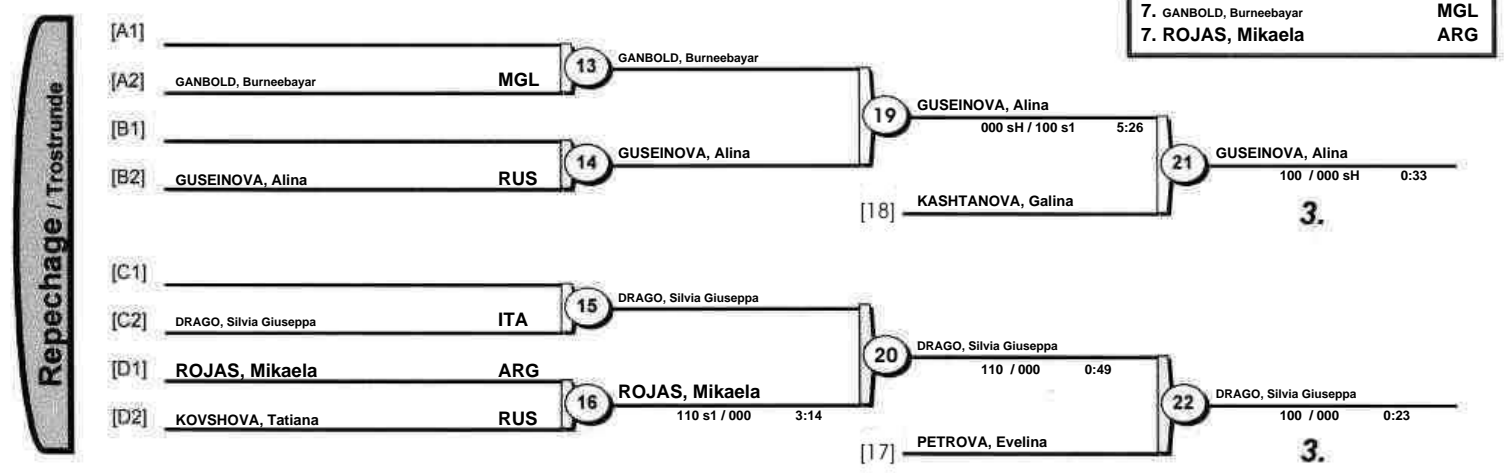 7. GANBOLD, Burneebayar MGL
7. ROJAS, Mikaela ARG
Repechage / Trostrunde
[A1]
[A2] GANBOLD, Burneebayar MGL
13 GANBOLD, Burneebayar
[B1]
[B2] GUSEINOVA, Alina RUS
14 GUSEINOVA, Alina
19 GUSEINOVA, Alina
000 sH / 100 s1 5:26
[18] KASHTANOVA, Galina
21 GUSEINOVA, Alina
100 / 000 sH 0:33
3.
[C1]
[C2] DRAGO, Silvia Giuseppa ITA
15 DRAGO, Silvia Giuseppa
[D1] ROJAS, Mikaela ARG
[D2] KOVSHOVA, Tatiana RUS
16 ROJAS, Mikaela
110 s1 / 000 3:14
20 DRAGO, Silvia Giuseppa
110 / 000 0:49
[17] PETROVA, Evelina
22 DRAGO, Silvia Giuseppa
100 / 000 0:23
3.